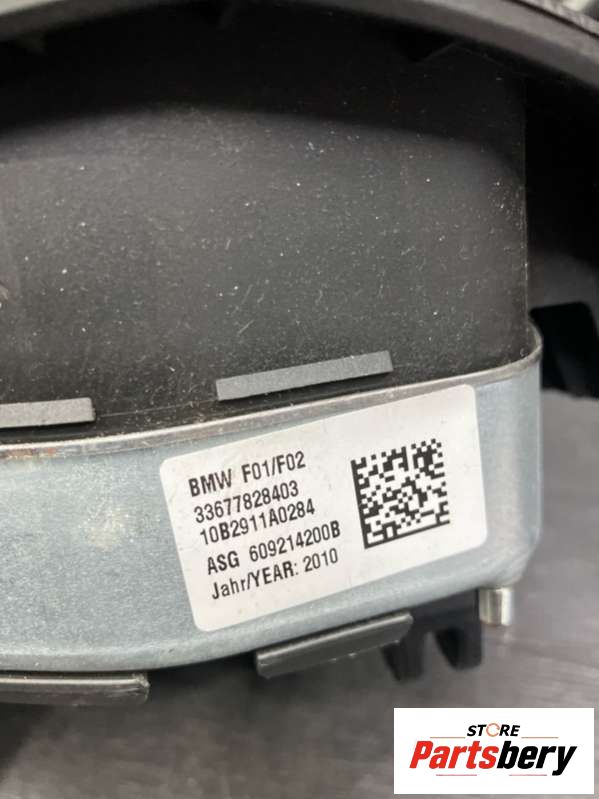 BMW F01/F02
33677828403
10B2911A0284
ASG 609214200B
Jahr/YEAR: 2010
STORE
Partsbery